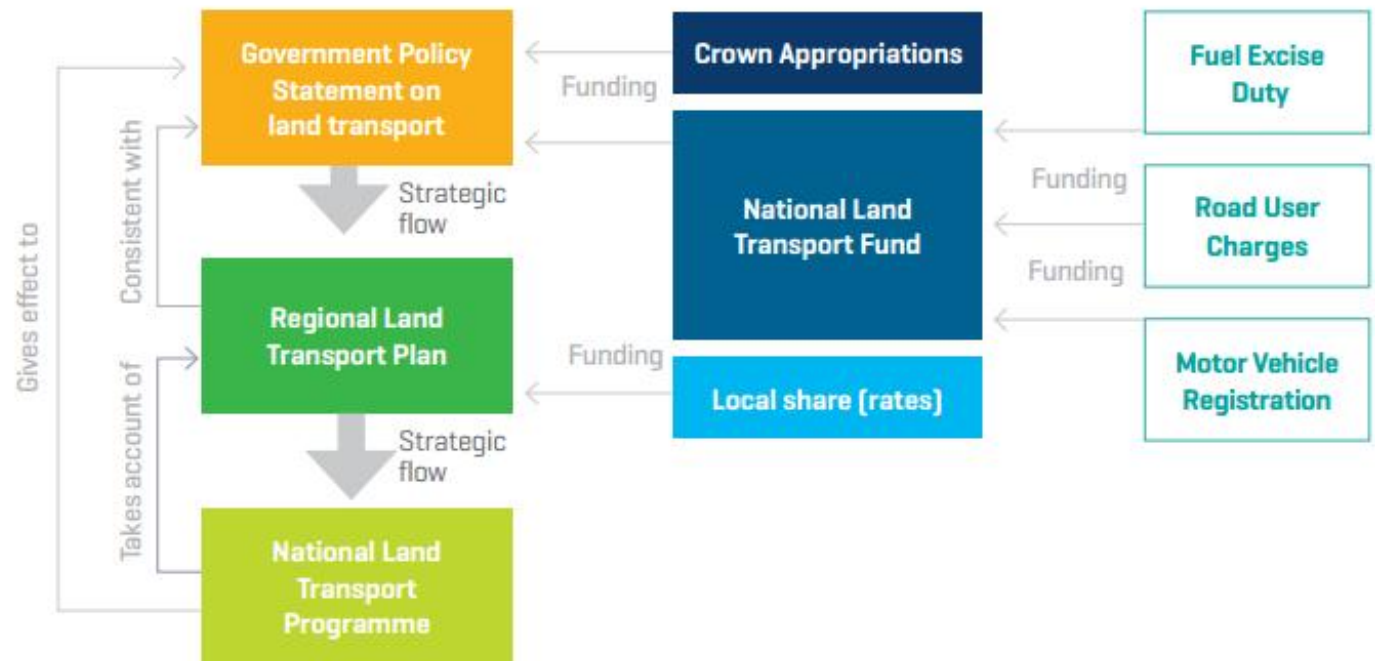 Government Policy
Statement on
land transport
Strategic
flow
Regional Land
Transport Plan
Strategic
flow
National Land
Transport
Programme
Gives effect to
Consistent with
Takes account of
Funding
Funding
Crown Appropriations
National Land
Transport Fund
Local share (rates)
Funding
Funding
Fuel Excise
Duty
Road User
Charges
Motor Vehicle
Registration